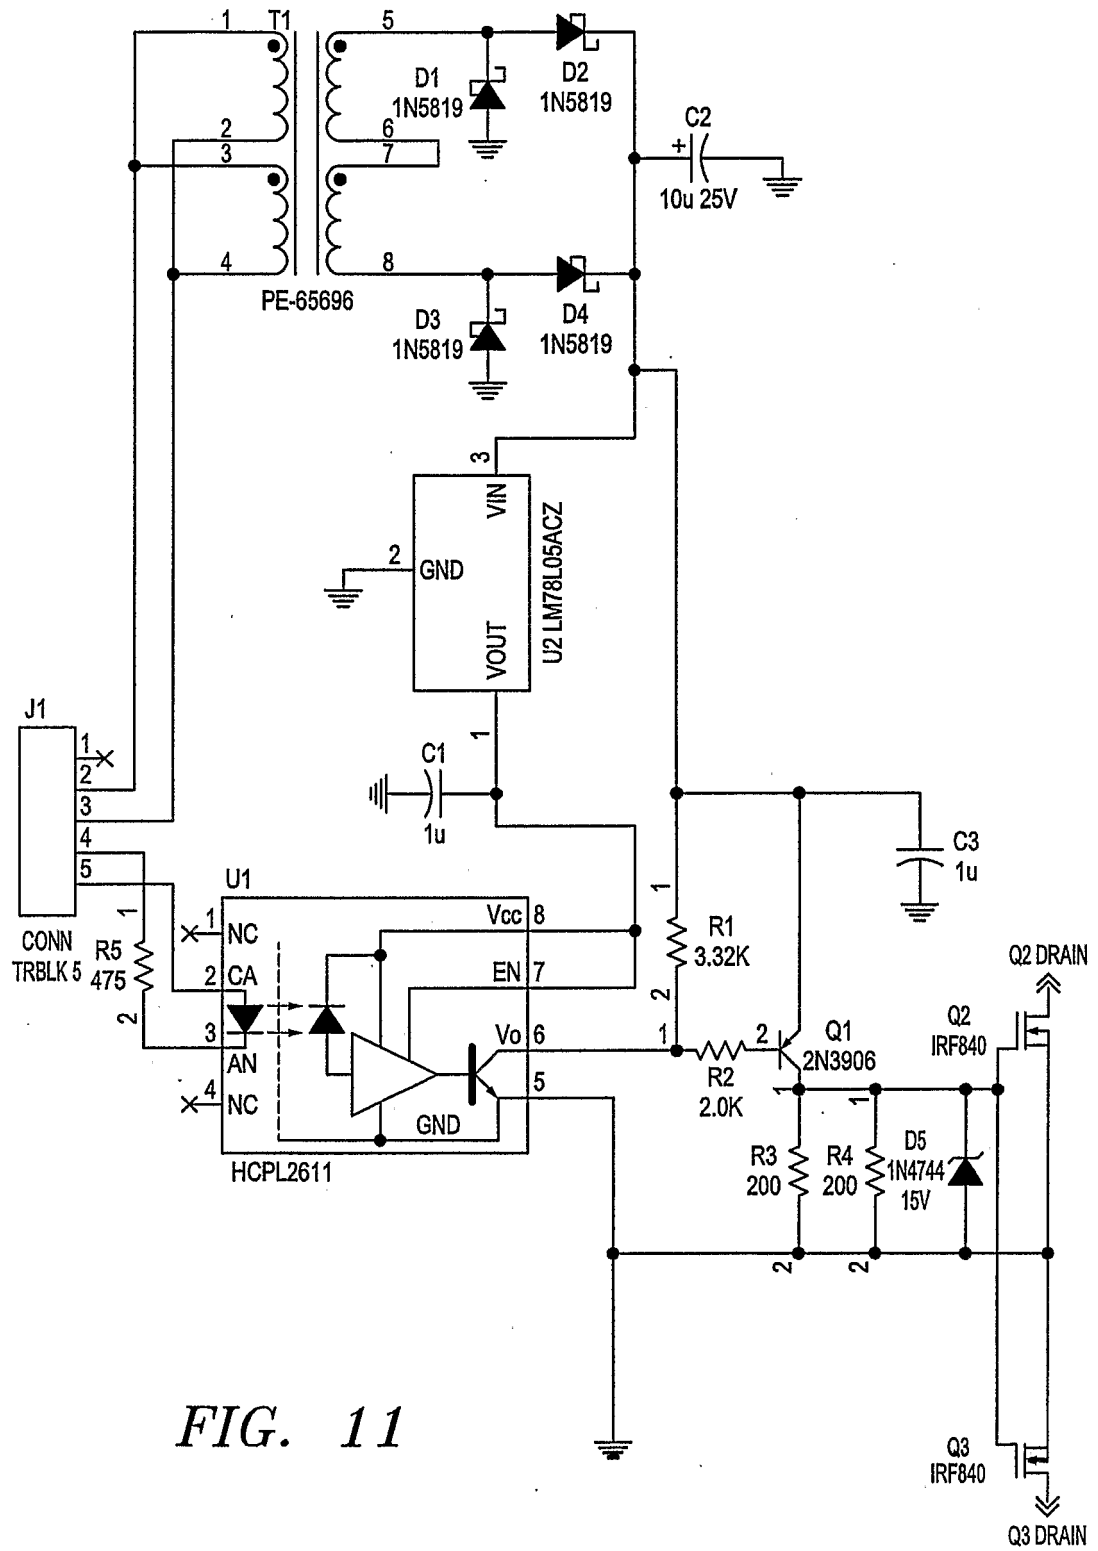 1 T1 5
D1
1N5819
D2
1N5819
2 6
3 7
C2
+
10u 25V
4 8
PE-65696
D3
1N5819
D4
1N5819
3
VIN
2 GND
VOUT
U2 LM78L05ACZ
1
J1
1
2
3
4
5
CONN
TRBLK 5
C1
1u
C3
1u
1
R5
475
2
U1
1 NC
2 CA
3 AN
4 NC
Vcc 8
EN 7
Vo 6
5
GND
HCPL2611
1
R1
3.32K
2
1 2
R2
2.0K
Q1
2N3906
Q2 DRAIN
Q2
IRF840
1
R3
200
2
1
R4
200
2
D5
1N4744
15V
Q3
IRF840
Q3 DRAIN
FIG. 11